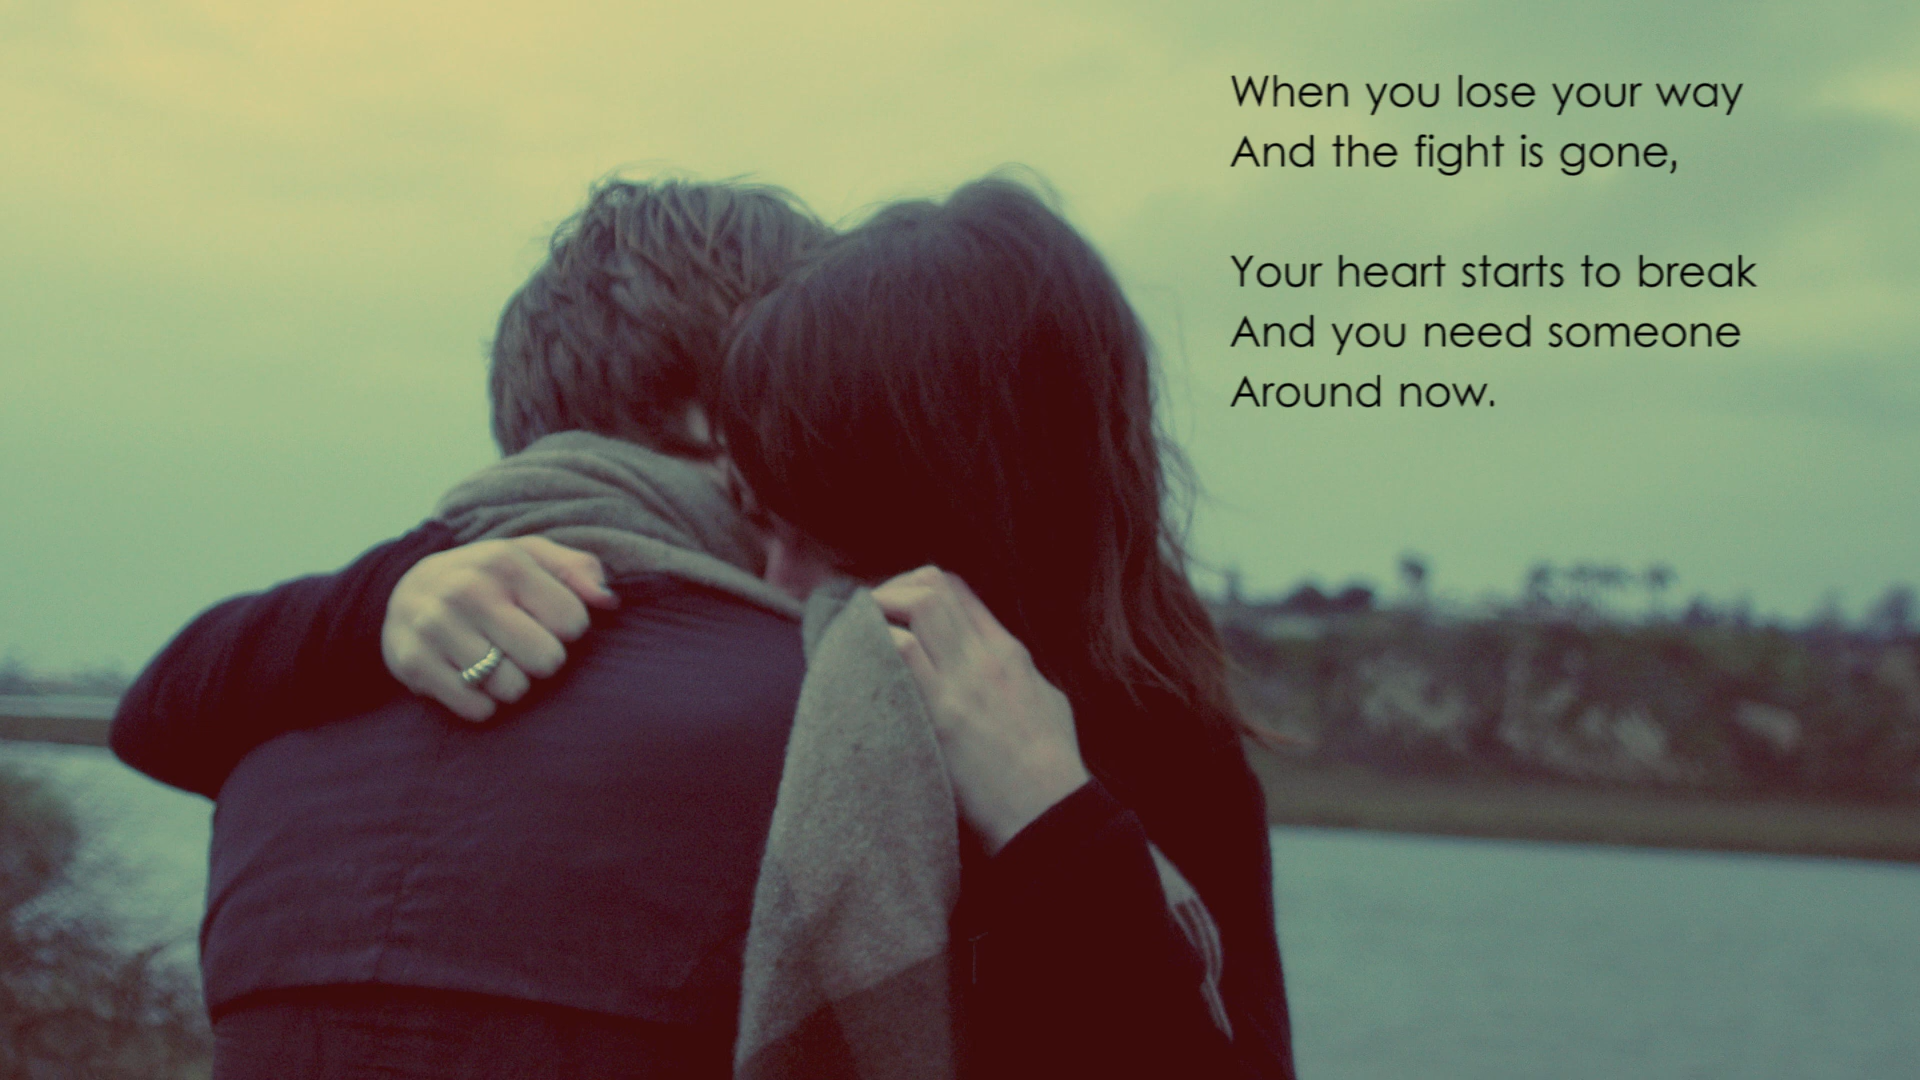 When you lose your way
And the fight is gone,
Your heart starts to break
And you need someone
Around now.